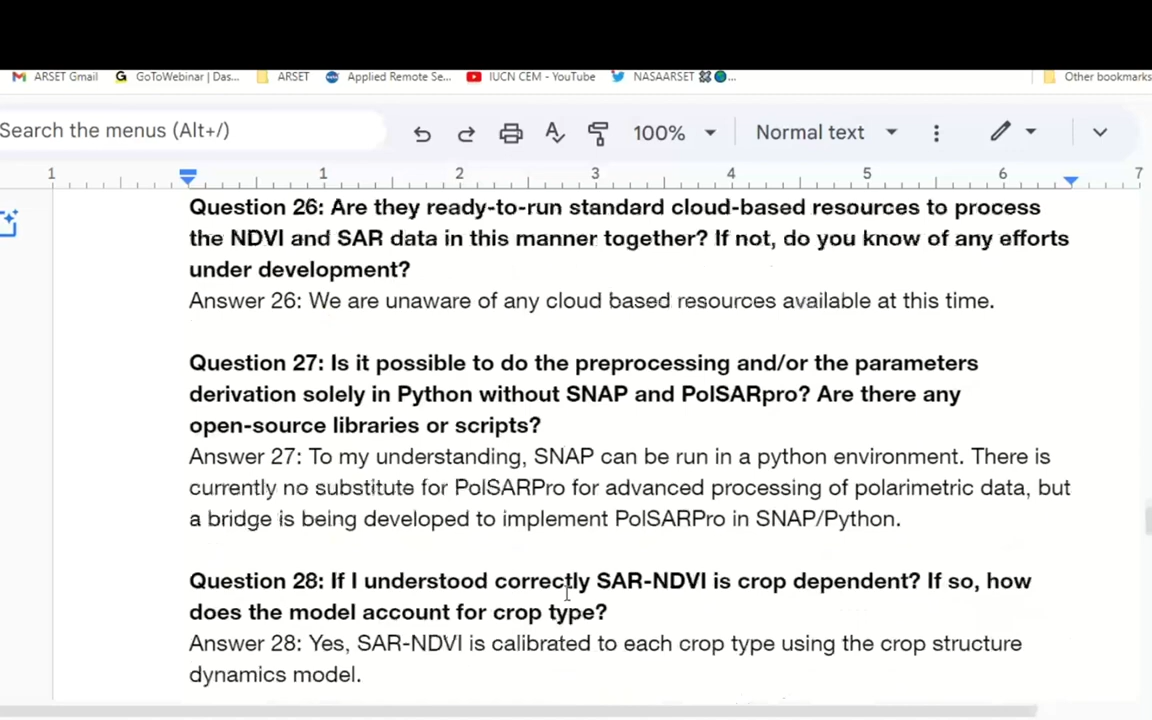 ARSET Gmail GoToWebinar | Das... ARSET Applied Remote Se... IUCN CEM - YouTube NASAARSET 🛰🌎... Other bookmarks
Search the menus (Alt+/) 100% Normal text
1 1 2 3 4 5 6 7
Question 26: Are they ready-to-run standard cloud-based resources to process
the NDVI and SAR data in this manner together? If not, do you know of any efforts
under development?
Answer 26: We are unaware of any cloud based resources available at this time.
Question 27: Is it possible to do the preprocessing and/or the parameters
derivation solely in Python without SNAP and PolSARpro? Are there any
open-source libraries or scripts?
Answer 27: To my understanding, SNAP can be run in a python environment. There is
currently no substitute for PolSARPro for advanced processing of polarimetric data, but
a bridge is being developed to implement PolSARPro in SNAP/Python.
Question 28: If I understood correctly SAR-NDVI is crop dependent? If so, how
does the model account for crop type?
Answer 28: Yes, SAR-NDVI is calibrated to each crop type using the crop structure
dynamics model.